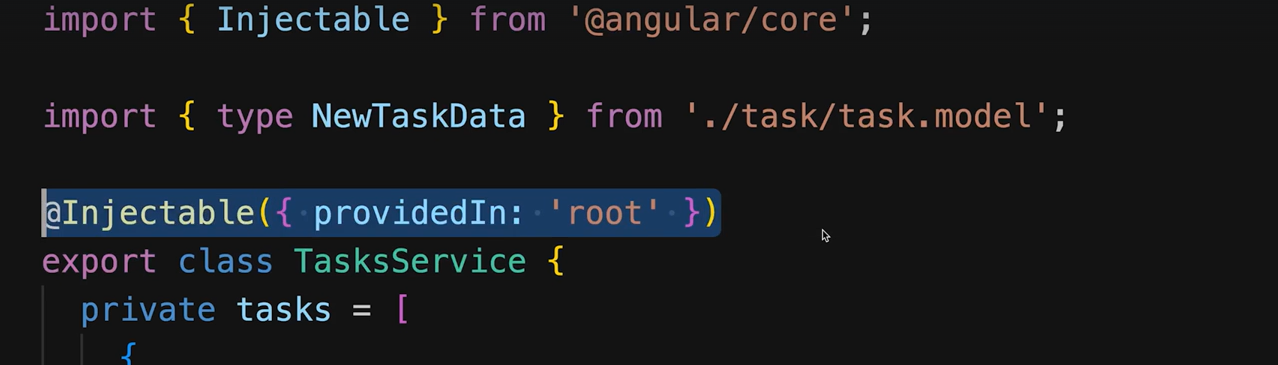 import { Injectable } from '@angular/core';
import { type NewTaskData } from './task/task.model';
@Injectable({ providedIn: 'root' })
export class TasksService {
private tasks = [
{